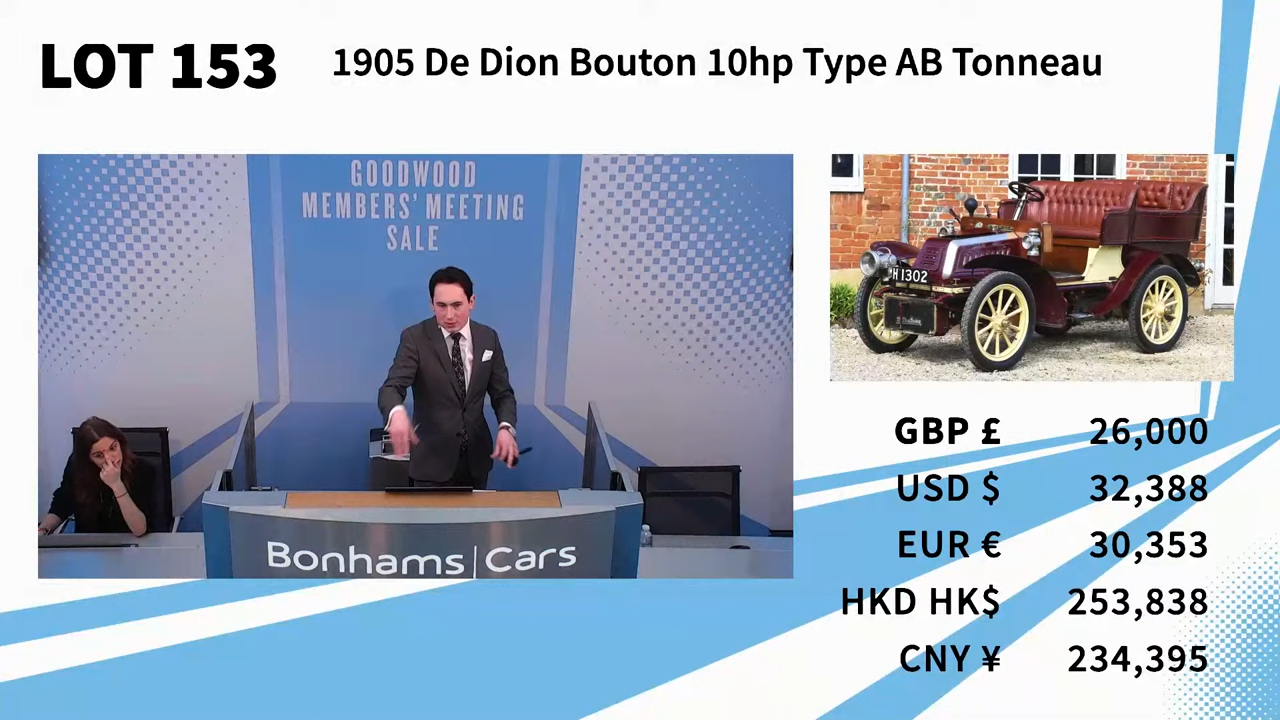 LOT 153
1905 De Dion Bouton 10hp Type AB Tonneau
GOODWOOD
MEMBERS' MEETING
SALE
Bonhams|Cars
H 1302
GBP £ 26,000
USD $ 32,388
EUR € 30,353
HKD HK$ 253,838
CNY ¥ 234,395